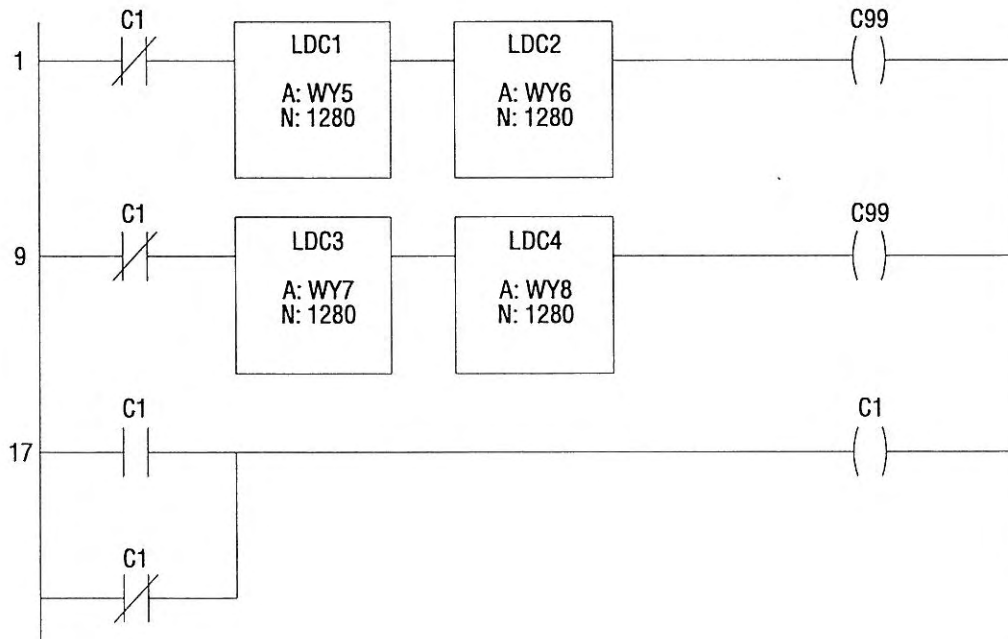 C1
LDC1
LDC2
C99
1
A: WY5
N: 1280
A: WY6
N: 1280
C1
LDC3
LDC4
C99
9
A: WY7
N: 1280
A: WY8
N: 1280
C1
C1
17
C1